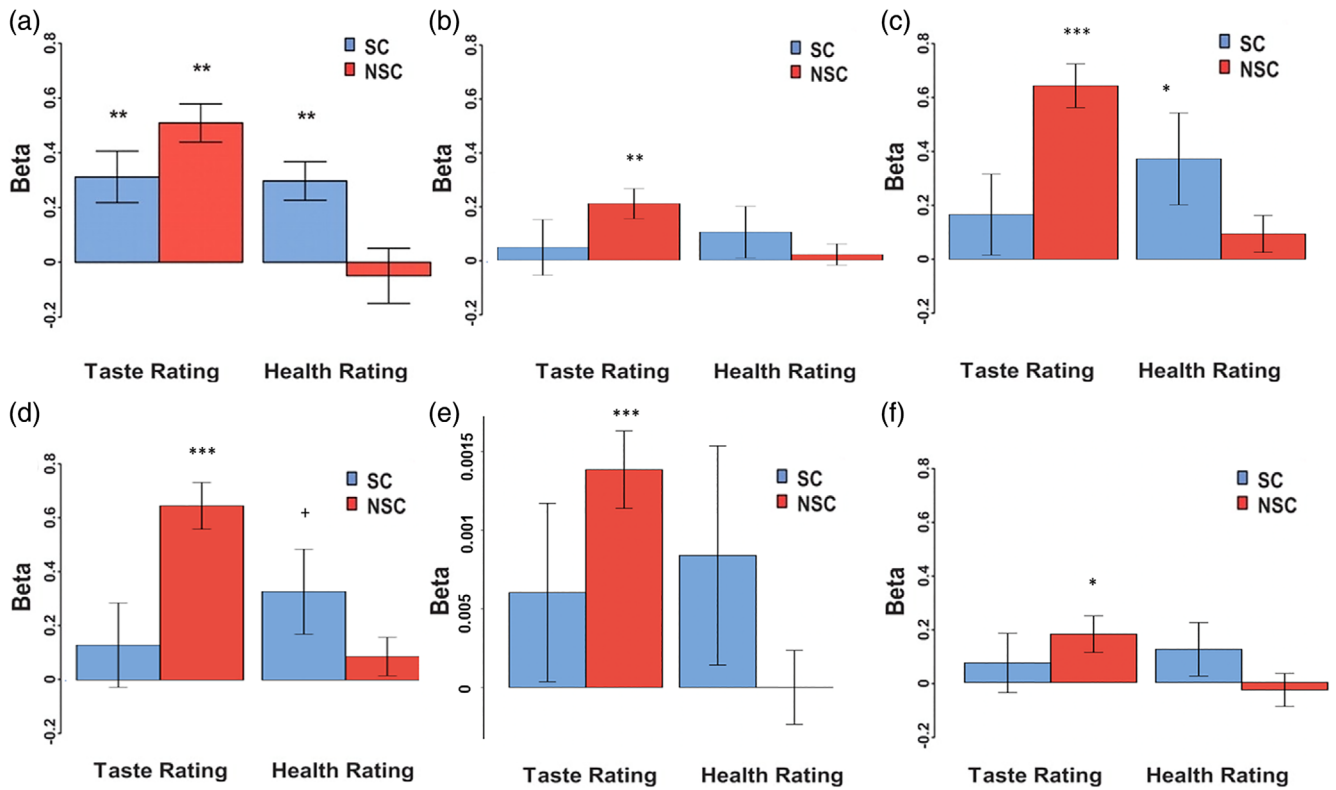 (a)
0.8
0.6
0.4
0.2
0
-0.2
Beta
**
**
**
SC
NSC
Taste Rating
Health Rating
(b)
0.8
0.6
0.4
0.2
0
-0.2
Beta
**
SC
NSC
Taste Rating
Health Rating
(c)
0.8
0.6
0.4
0.2
0
-0.2
Beta
***
*
SC
NSC
Taste Rating
Health Rating
(d)
0.8
0.6
0.4
0.2
0
-0.2
Beta
***
+
SC
NSC
Taste Rating
Health Rating
(e)
0.0015
0.001
0.005
0
Beta
***
SC
NSC
Taste Rating
Health Rating
(f)
0.8
0.6
0.4
0.2
0
-0.2
Beta
*
SC
NSC
Taste Rating
Health Rating